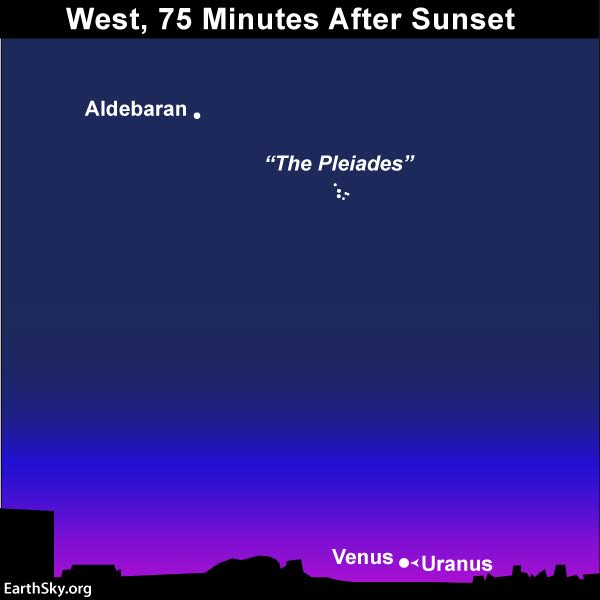 West, 75 Minutes After Sunset
Aldebaran
“The Pleiades”
Venus
Uranus
EarthSky.org